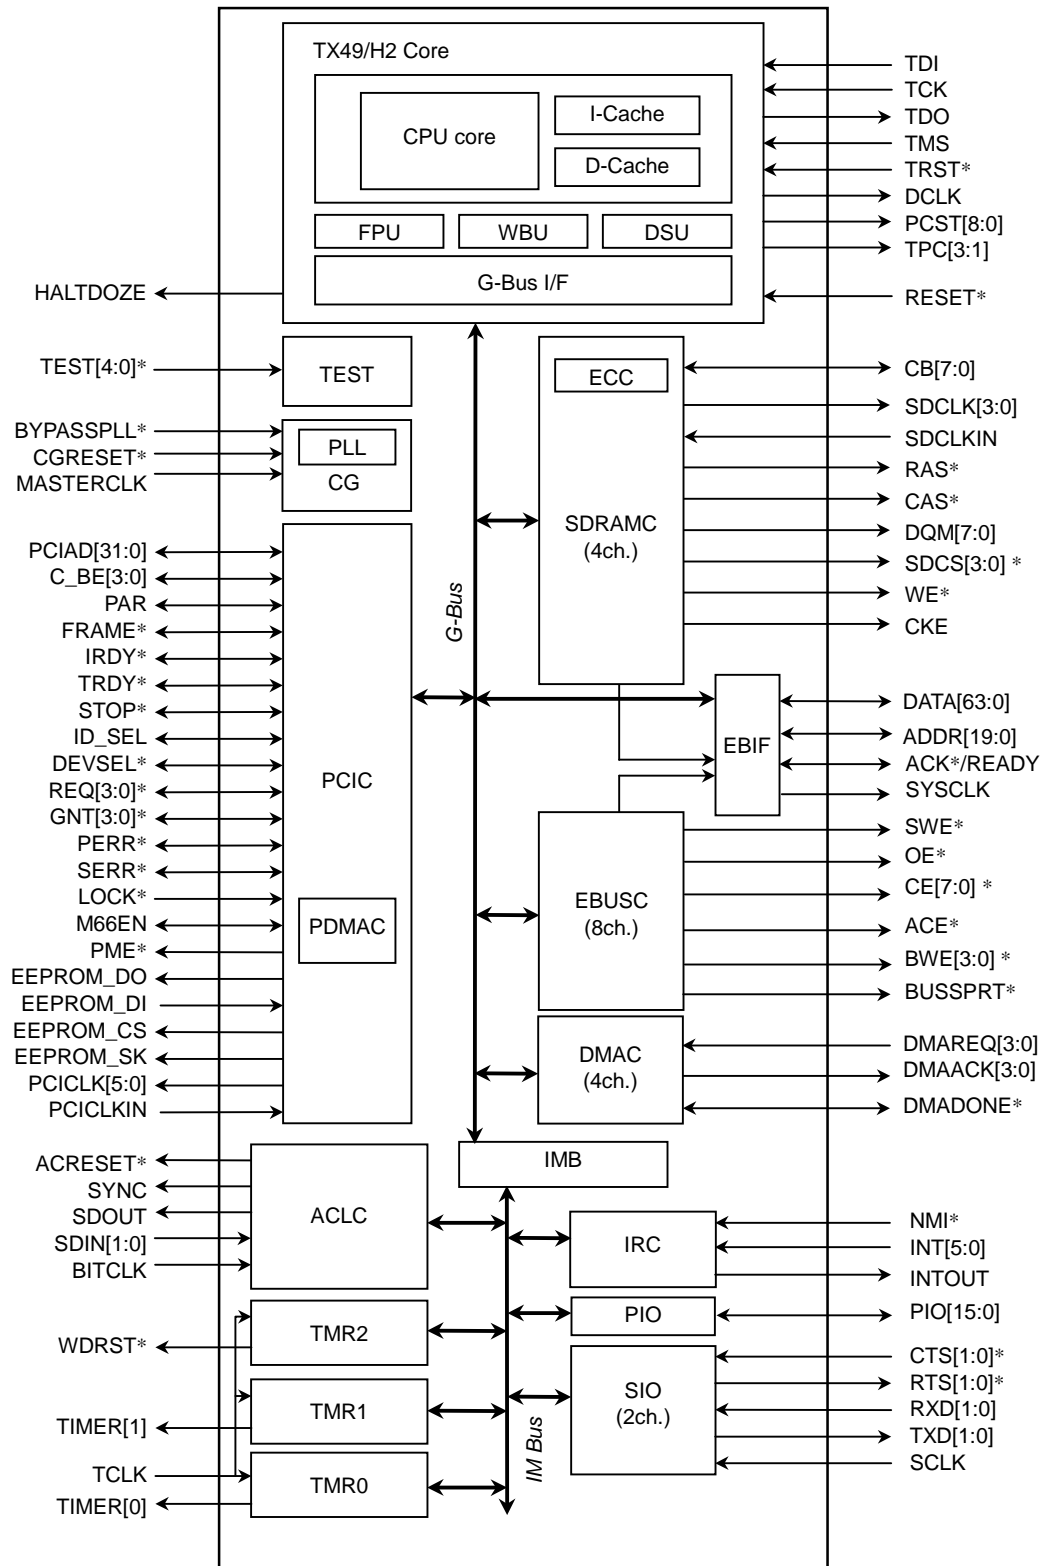 TX49/H2 Core
CPU core
I-Cache
D-Cache
FPU
WBU
DSU
G-Bus I/F
TDI
TCK
TDO
TMS
TRST*
DCLK
PCST[8:0]
TPC[3:1]
RESET*
HALTDOZE
TEST[4:0]*
TEST
BYPASSPLL*
CGRESET*
MASTERCLK
PLL
CG
ECC
SDRAMC
(4ch.)
CB[7:0]
SDCLK[3:0]
SDCLKIN
RAS*
CAS*
DQM[7:0]
SDCS[3:0] *
WE*
CKE
G-Bus
PCIAD[31:0]
C_BE[3:0]
PAR
FRAME*
IRDY*
TRDY*
STOP*
ID_SEL
DEVSEL*
REQ[3:0]*
GNT[3:0]*
PERR*
SERR*
LOCK*
M66EN
PME*
EEPROM_DO
EEPROM_DI
EEPROM_CS
EEPROM_SK
PCICLK[5:0]
PCICLKIN
PCIC
PDMAC
EBIF
DATA[63:0]
ADDR[19:0]
ACK*/READY
SYSCLK
EBUSC
(8ch.)
SWE*
OE*
CE[7:0] *
ACE*
BWE[3:0] *
BUSSPRT*
DMAC
(4ch.)
DMAREQ[3:0]
DMAACK[3:0]
DMADONE*
IMB
ACRESET*
SYNC
SDOUT
SDIN[1:0]
BITCLK
ACLC
IRC
NMI*
INT[5:0]
INTOUT
PIO
PIO[15:0]
WDRST*
TMR2
TIMER[1]
TMR1
TCLK
TIMER[0]
TMR0
IM Bus
SIO
(2ch.)
CTS[1:0]*
RTS[1:0]*
RXD[1:0]
TXD[1:0]
SCLK